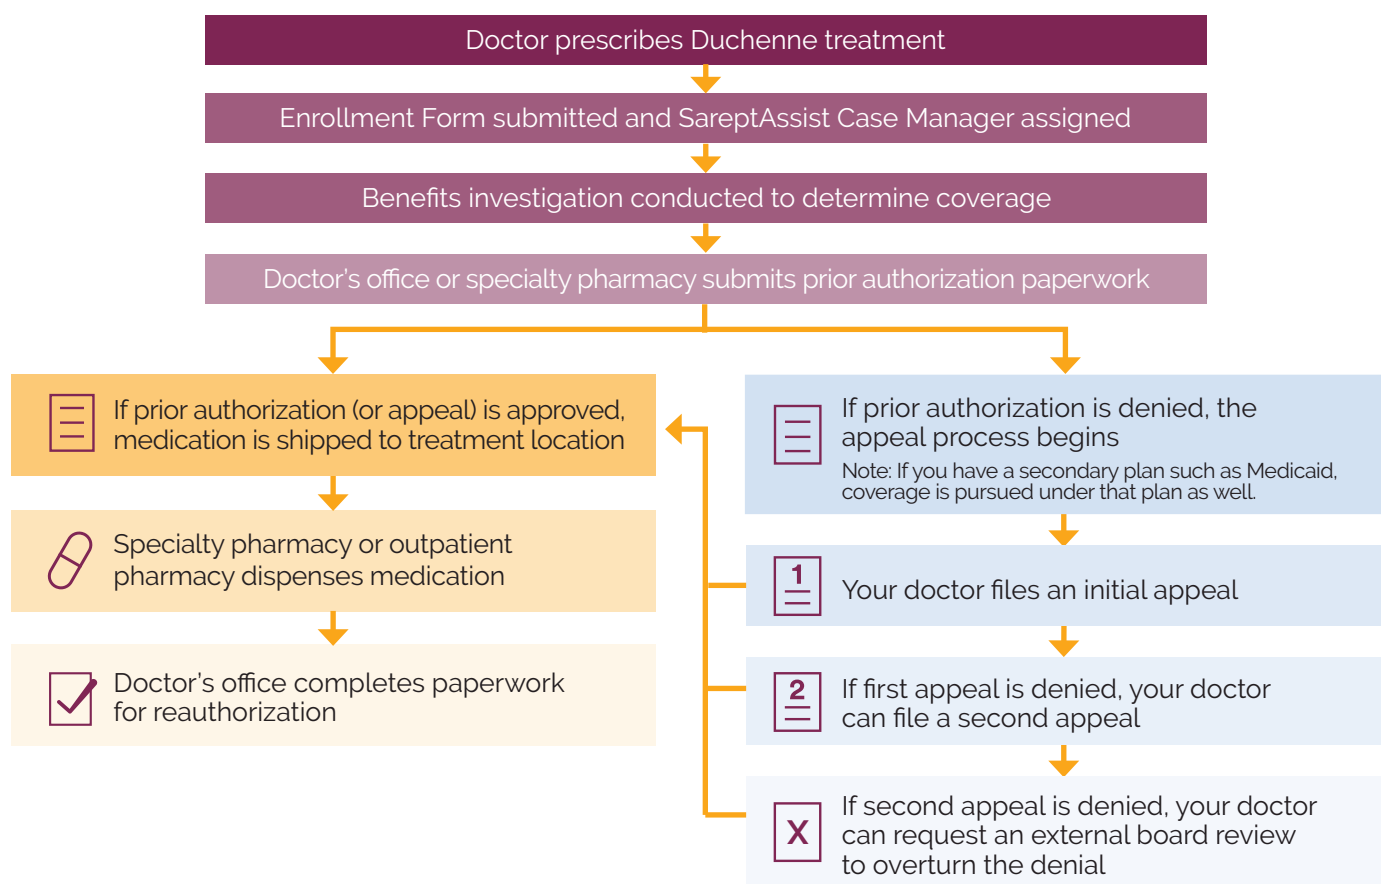 Doctor prescribes Duchenne treatment
Enrollment Form submitted and SareptAssist Case Manager assigned
Benefits investigation conducted to determine coverage
Doctor’s office or specialty pharmacy submits prior authorization paperwork
If prior authorization (or appeal) is approved,
medication is shipped to treatment location
Specialty pharmacy or outpatient
pharmacy dispenses medication
Doctor’s office completes paperwork
for reauthorization
If prior authorization is denied, the
appeal process begins
Note: If you have a secondary plan such as Medicaid,
coverage is pursued under that plan as well.
1
Your doctor files an initial appeal
2
If first appeal is denied, your doctor
can file a second appeal
X
If second appeal is denied, your doctor
can request an external board review
to overturn the denial